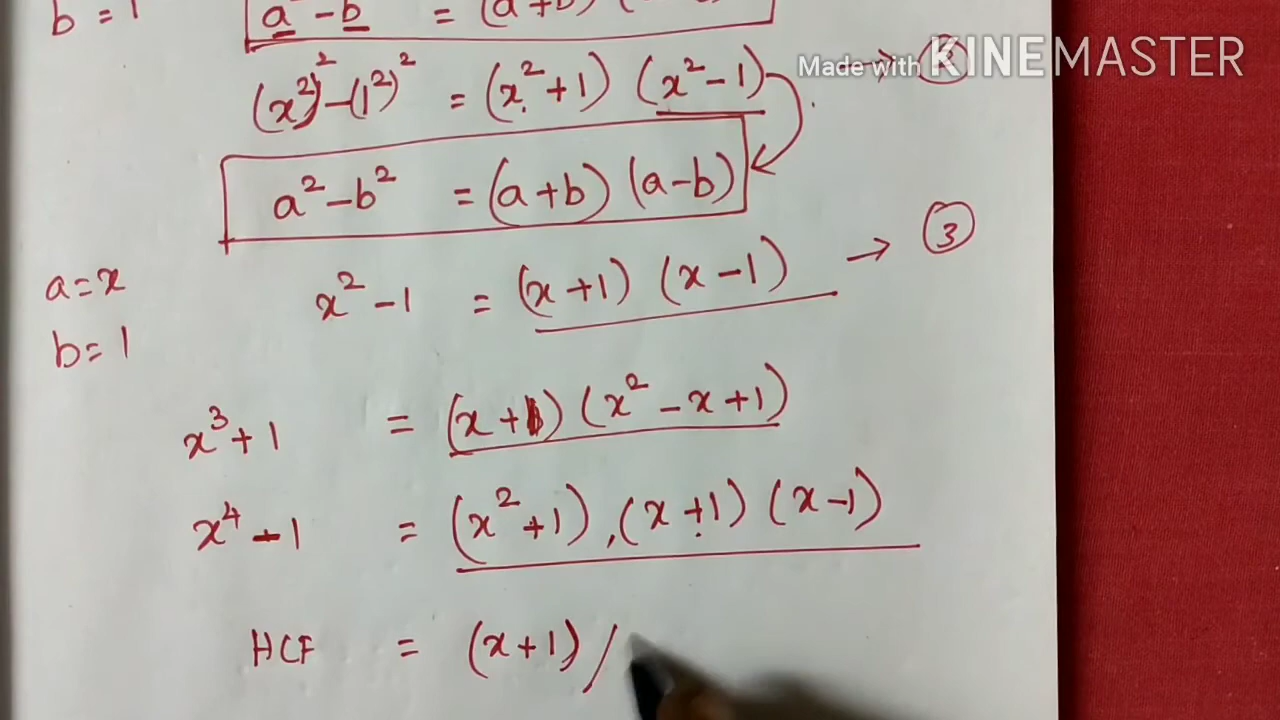 b = 1 a² - b = (a+b)
(x²)² - (1²)² = (x²+1) (x²-1) →
Made with KINEMASTER
a² - b² = (a+b) (a-b)
a = x x² - 1 = (x+1) (x-1) → ③
b = 1
x³ + 1 = (x+1) (x² - x + 1)
x⁴ - 1 = (x²+1), (x+1) (x-1)
HCF = (x+1) /